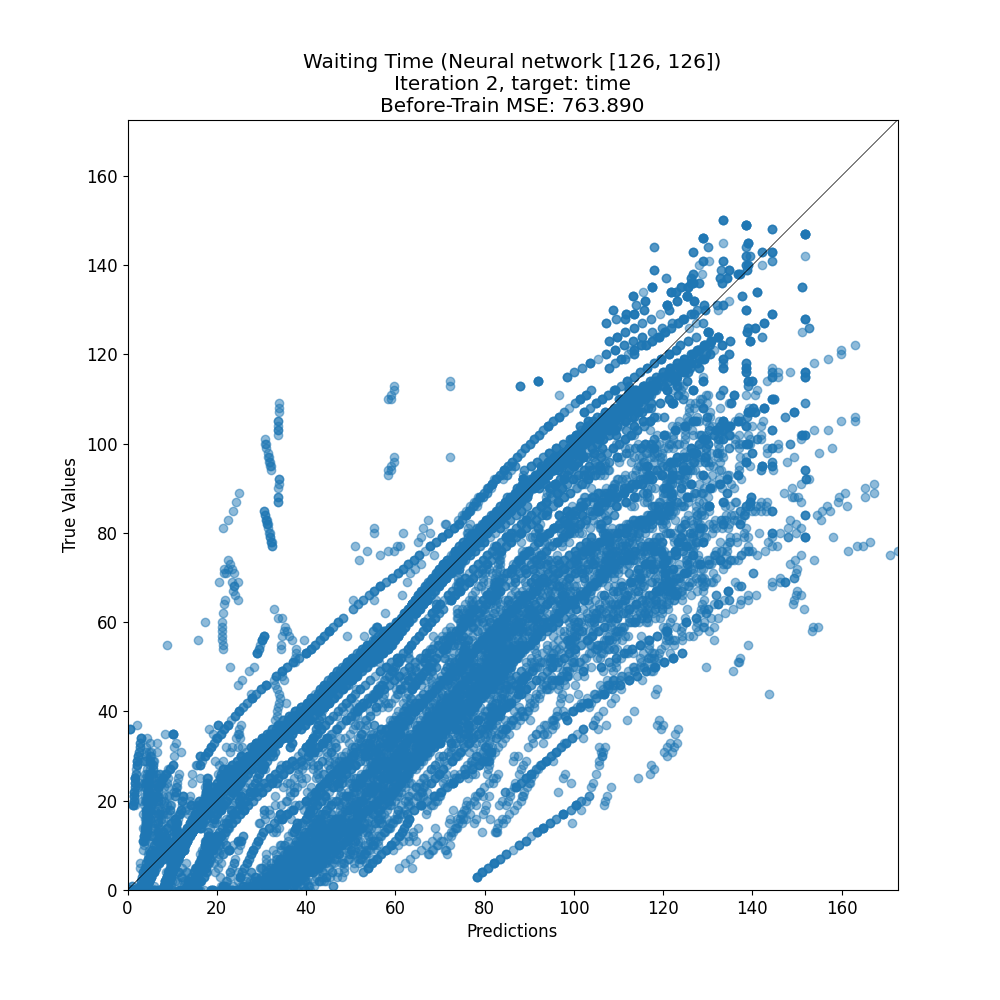 Waiting Time (Neural network [126, 126])
Iteration 2, target: time
Before-Train MSE: 763.890
160
140
120
100
80
60
40
20
0
True Values
0 20 40 60 80 100 120 140 160
Predictions